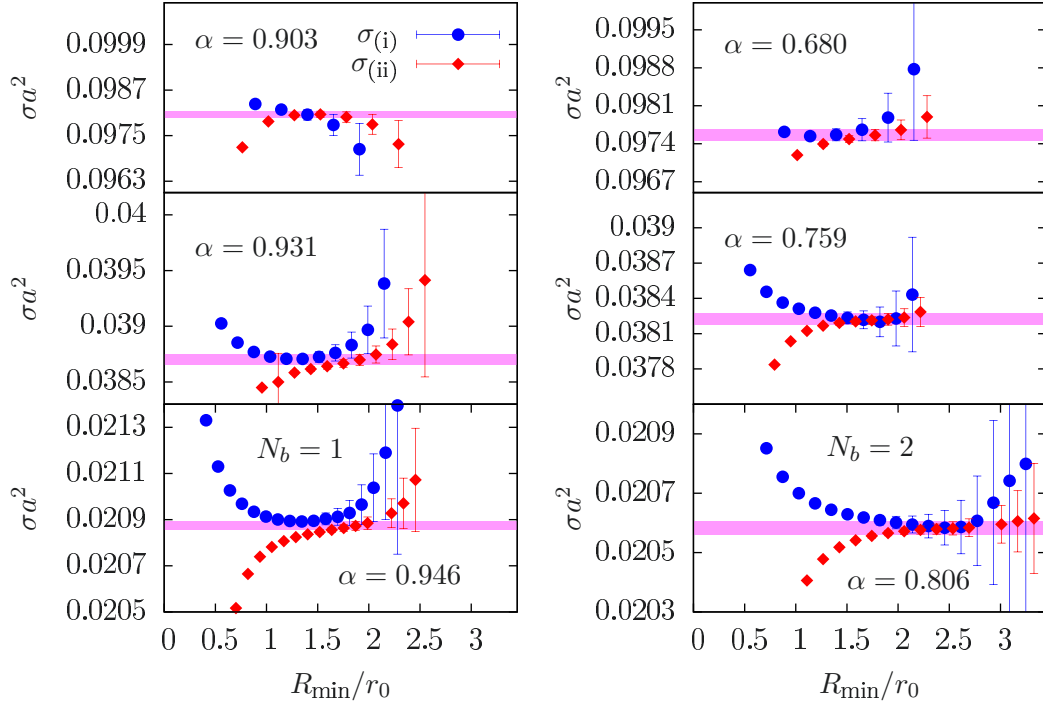 0.0999
0.0987
0.0975
0.0963
σa²
α = 0.903
σ(i)
σ(ii)
0.04
0.0395
0.039
0.0385
σa²
α = 0.931
0.0213
0.0211
0.0209
0.0207
0.0205
σa²
N_b = 1
α = 0.946
0 0.5 1 1.5 2 2.5 3
R_min/r_0
0.0995
0.0988
0.0981
0.0974
0.0967
σa²
α = 0.680
0.039
0.0387
0.0384
0.0381
0.0378
σa²
α = 0.759
0.0209
0.0207
0.0205
0.0203
σa²
N_b = 2
α = 0.806
0 0.5 1 1.5 2 2.5 3
R_min/r_0